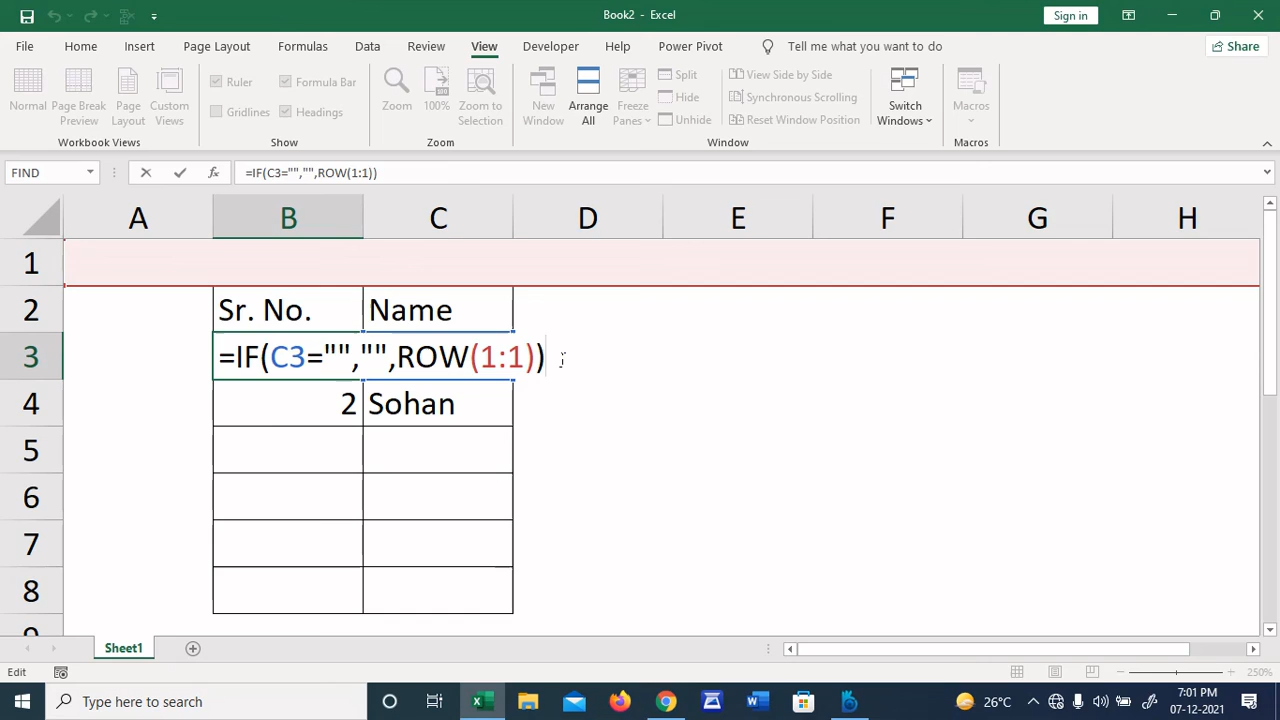 Book2 - Excel
Sign in
File Home Insert Page Layout Formulas Data Review View Developer Help Power Pivot Tell me what you want to do Share
Normal
Page Break Preview
Page Layout
Custom Views
Workbook Views
Ruler
Formula Bar
Gridlines
Headings
Show
Zoom
100%
Zoom to Selection
Zoom
New Window
Arrange All
Freeze Panes
Split
Hide
Unhide
View Side by Side
Synchronous Scrolling
Reset Window Position
Window
Switch Windows
Macros
Macros
FIND fx =IF(C3="","",ROW(1:1))
A B C D E F G H
1
2 Sr. No. Name
3 =IF(C3="","",ROW(1:1))
4 2 Sohan
5
6
7
8
9
Sheet1
Edit 250%
Type here to search
26°C
7:01 PM
07-12-2021